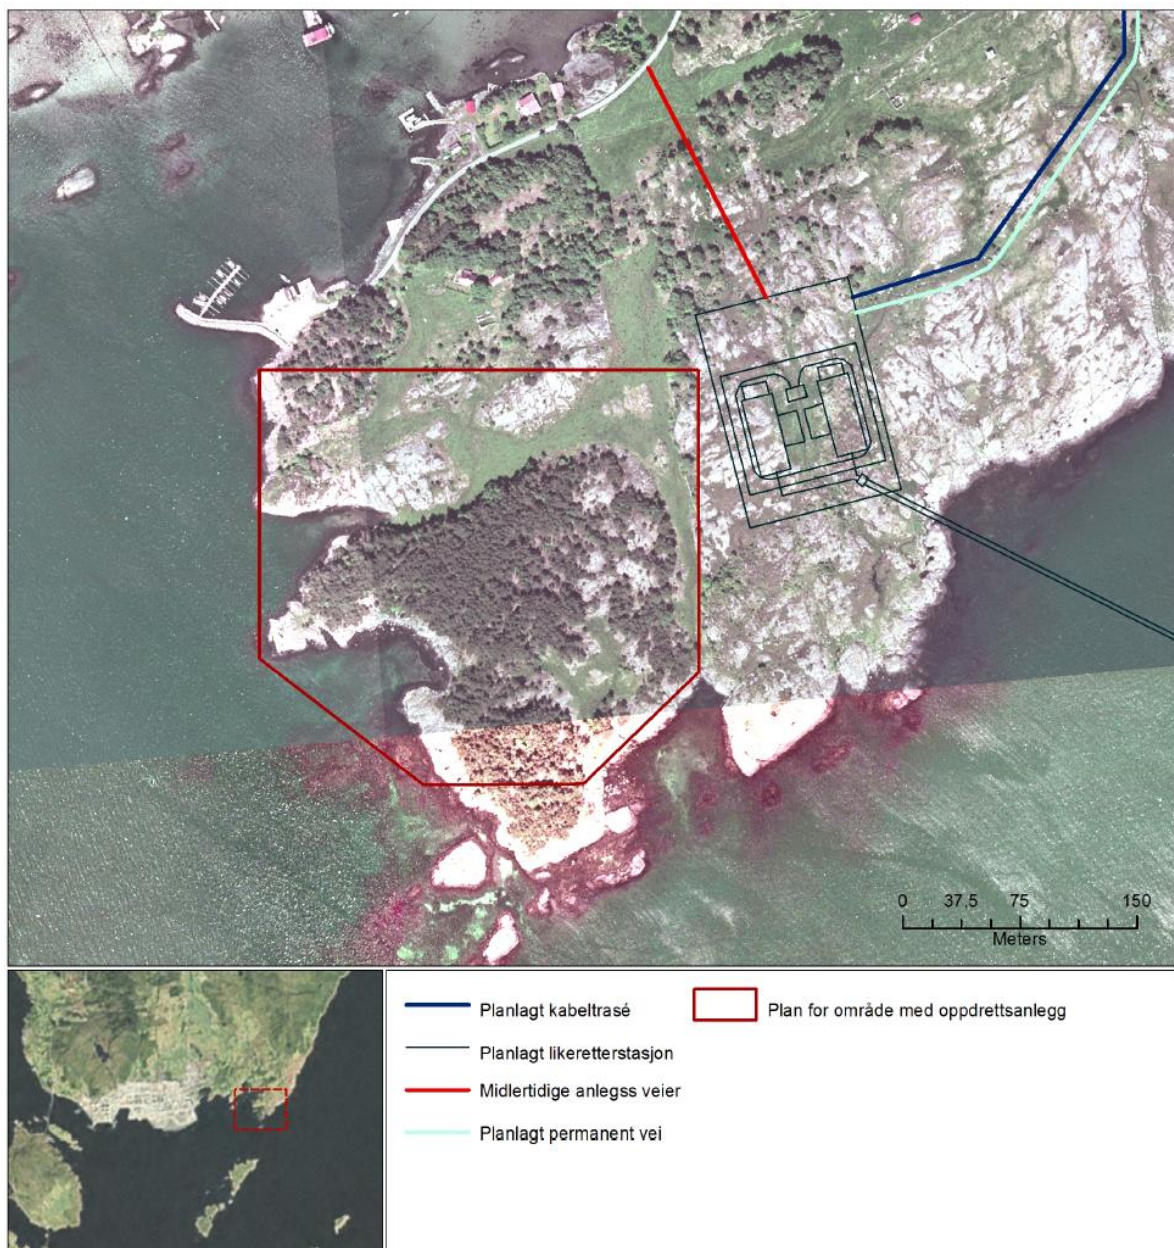 0 37,5 75 150
Meters
Planlagt kabeltrasé
Plan for område med oppdrettsanlegg
Planlagt likeretterstasjon
Midlertidige anlegss veier
Planlagt permanent vei